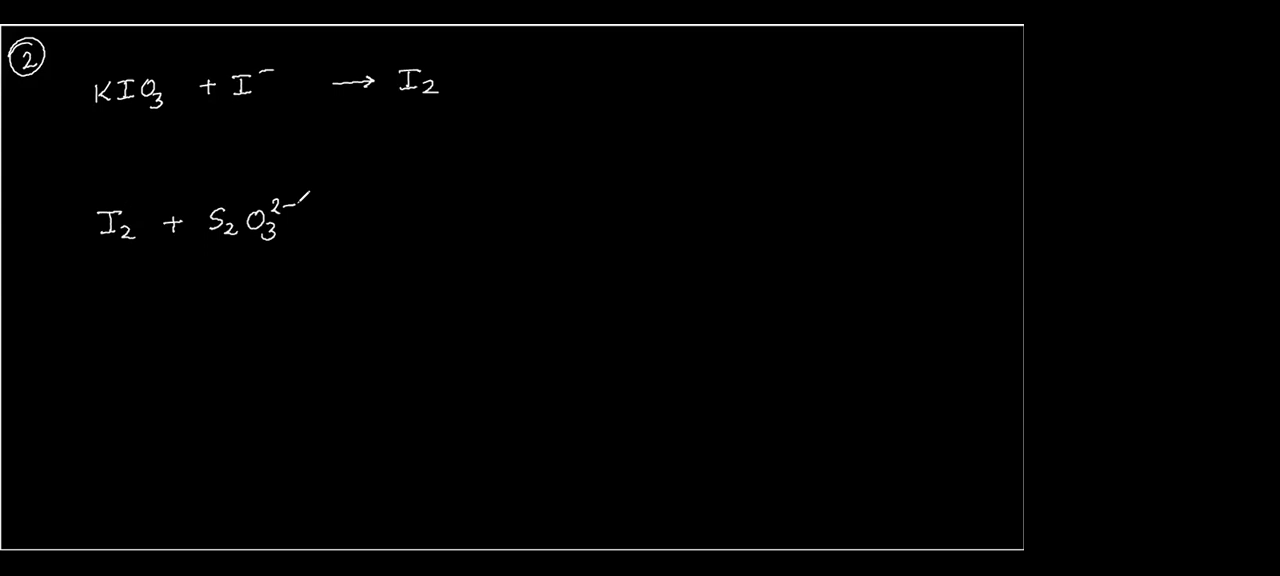 ②
KIO₃ + I⁻ → I₂
I₂ + S₂O₃²⁻